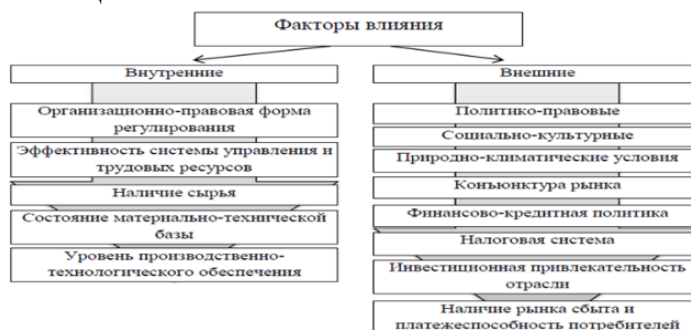 Факторы влияния
Внутренние
Организационно-правовая форма
регулирования
Эффективность системы управления и
трудовых ресурсов
Наличие сырья
Состояние материально-технической
базы
Уровень производственно-
технологического обеспечения
Внешние
Политико-правовые
Социально-культурные
Природно-климатические условия
Конъюнктура рынка
Финансово-кредитная политика
Налоговая система
Инвестиционная привлекательность
отрасли
Наличие рынка сбыта и
платежеспособность потребителей